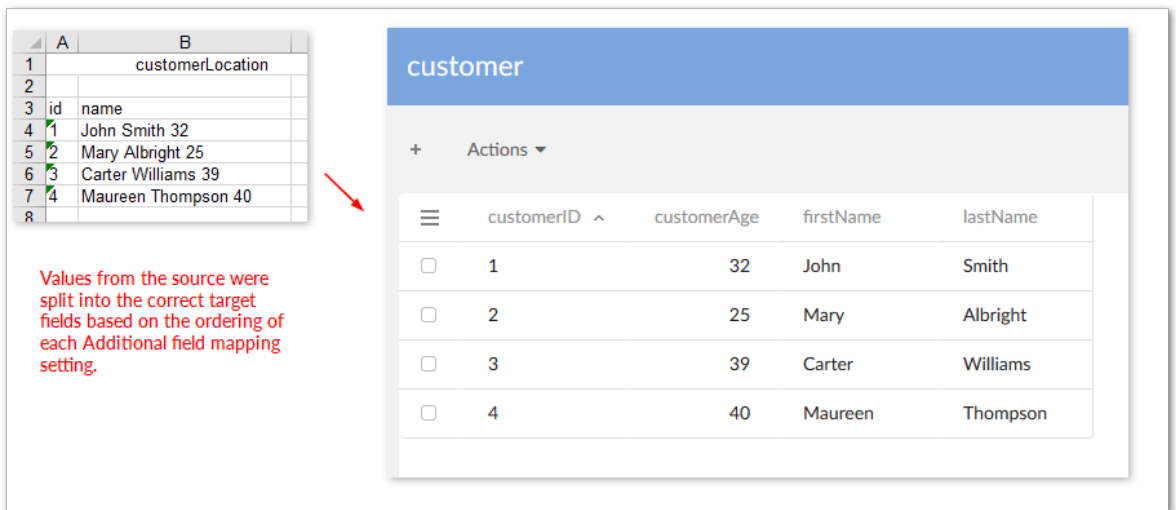 A B
1 customerLocation
2
3 id name
4 1 John Smith 32
5 2 Mary Albright 25
6 3 Carter Williams 39
7 4 Maureen Thompson 40
8
Values from the source were
split into the correct target
fields based on the ordering of
each Additional field mapping
setting.
customer
+ Actions
customerID customerAge firstName lastName
1 32 John Smith
2 25 Mary Albright
3 39 Carter Williams
4 40 Maureen Thompson